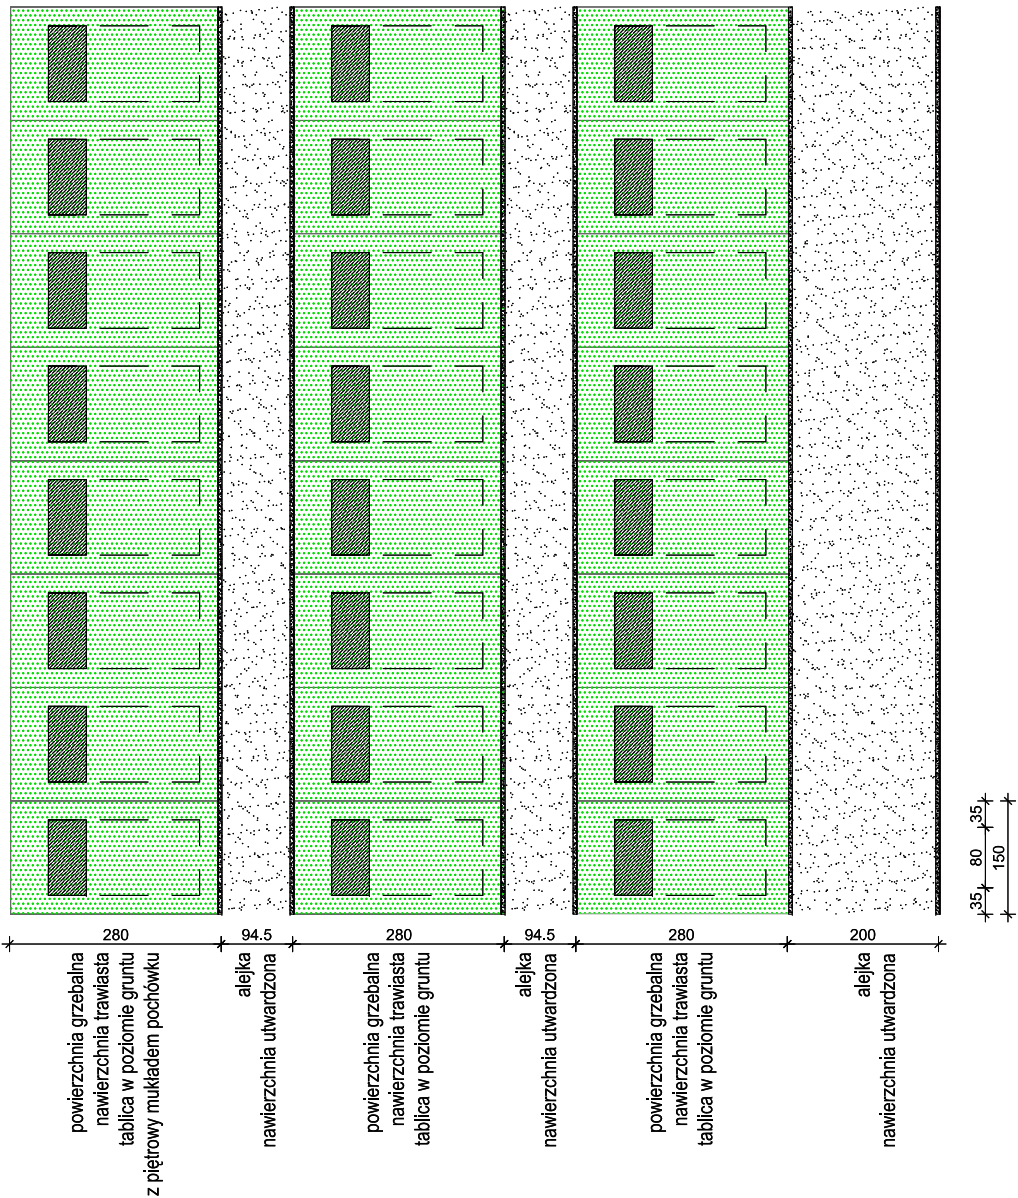 35
80
35
150
280
94.5
280
94.5
280
200
powierzchnia grzebalna
nawierzchnia trawiasta
tablica w poziomie gruntu
z piętrowy mukładem pochówku
alejka
nawierzchnia utwardzona
powierzchnia grzebalna
nawierzchnia trawiasta
tablica w poziomie gruntu
alejka
nawierzchnia utwardzona
powierzchnia grzebalna
nawierzchnia trawiasta
tablica w poziomie gruntu
alejka
nawierzchnia utwardzona